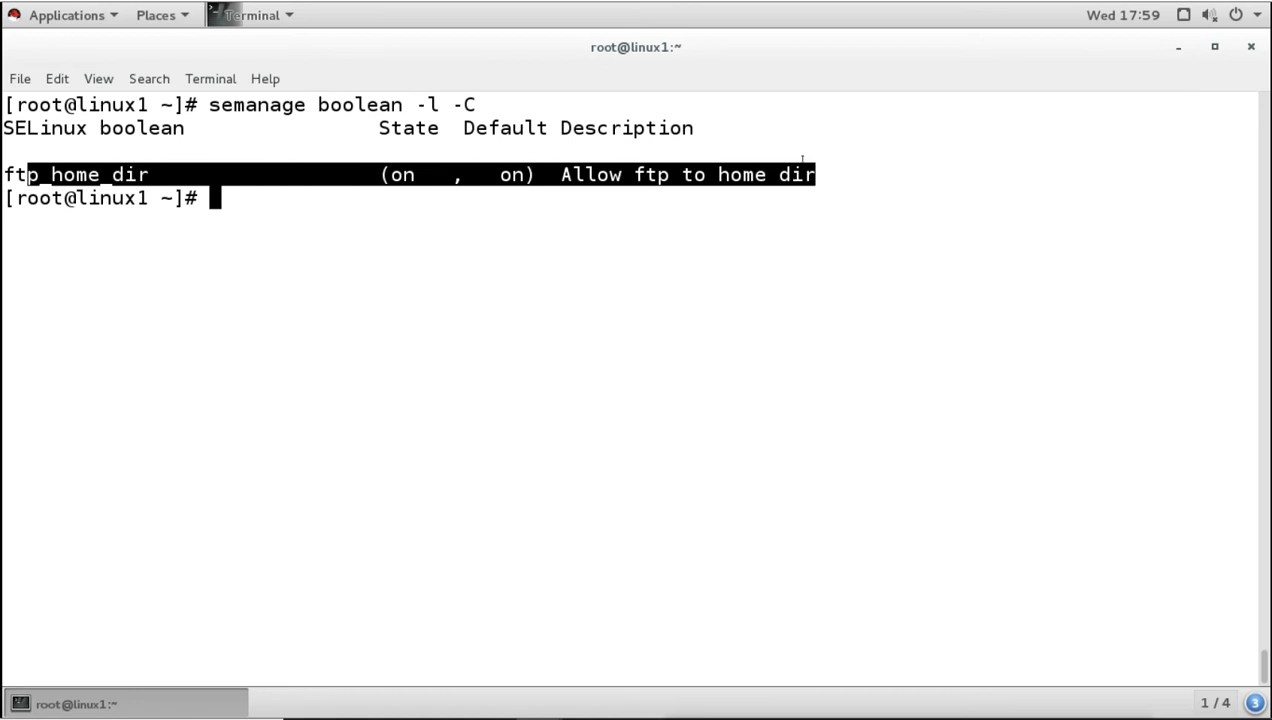 Applications Places Terminal Wed 17:59
root@linux1:~
File Edit View Search Terminal Help
[root@linux1 ~]# semanage boolean -l -C
SELinux boolean State Default Description
ftp_home_dir (on , on) Allow ftp to home dir
[root@linux1 ~]#
root@linux1:~ 1 / 4 3